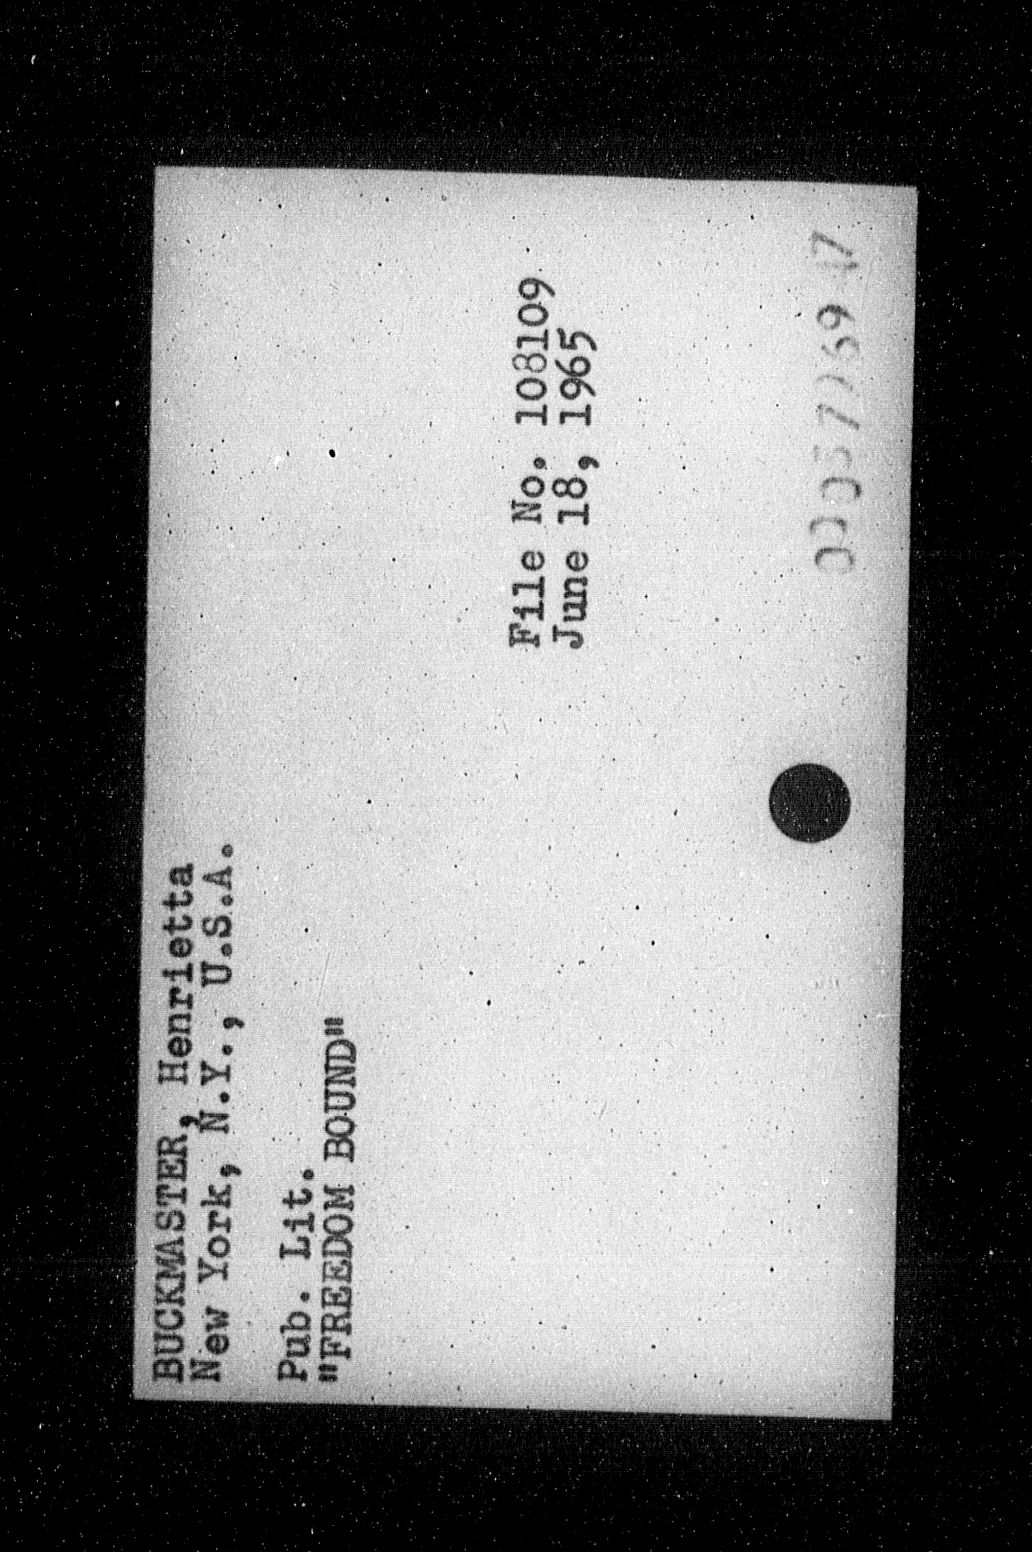 BUCKMASTER, Henrietta
New York, N.Y., U.S.A.
Pub. Lit.
"FREEDOM BOUND"
File No. 108109
June 18, 1965